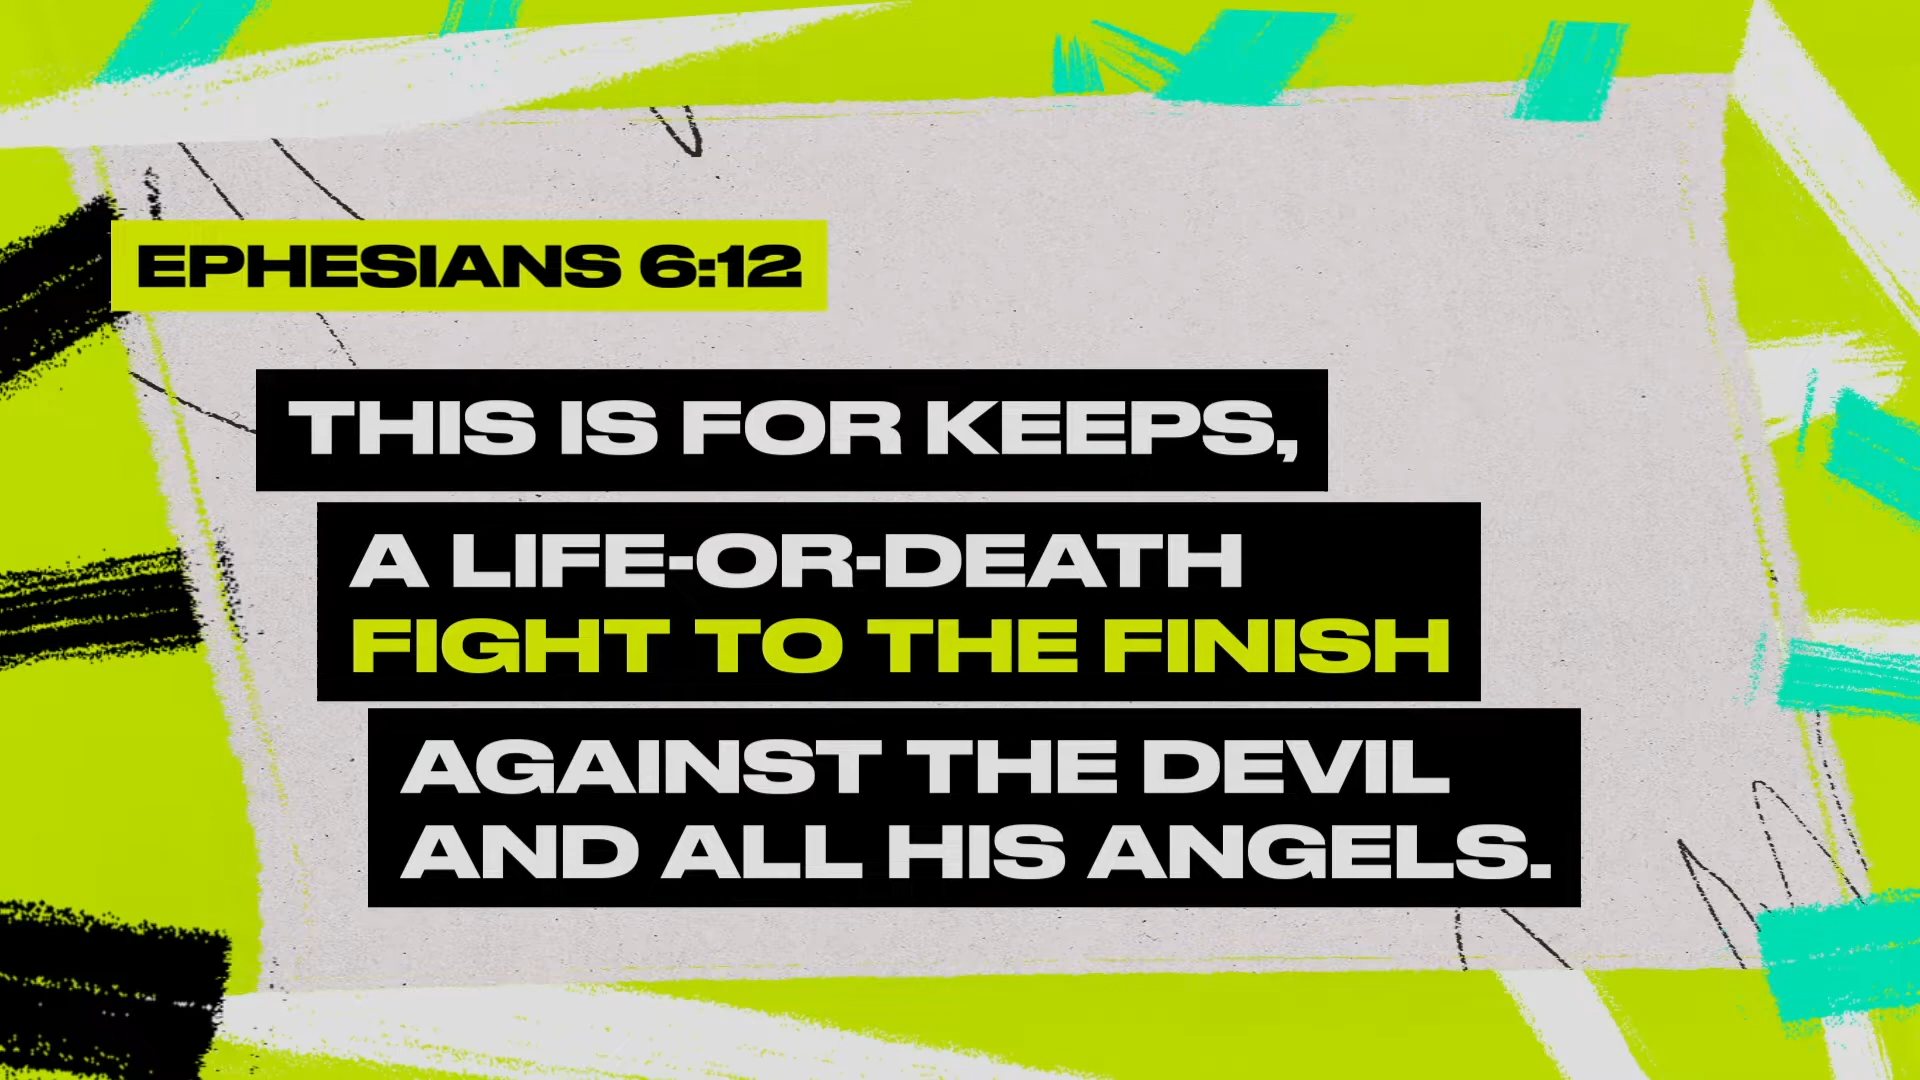 EPHESIANS 6:12
THIS IS FOR KEEPS,
A LIFE-OR-DEATH
FIGHT TO THE FINISH
AGAINST THE DEVIL
AND ALL HIS ANGELS.